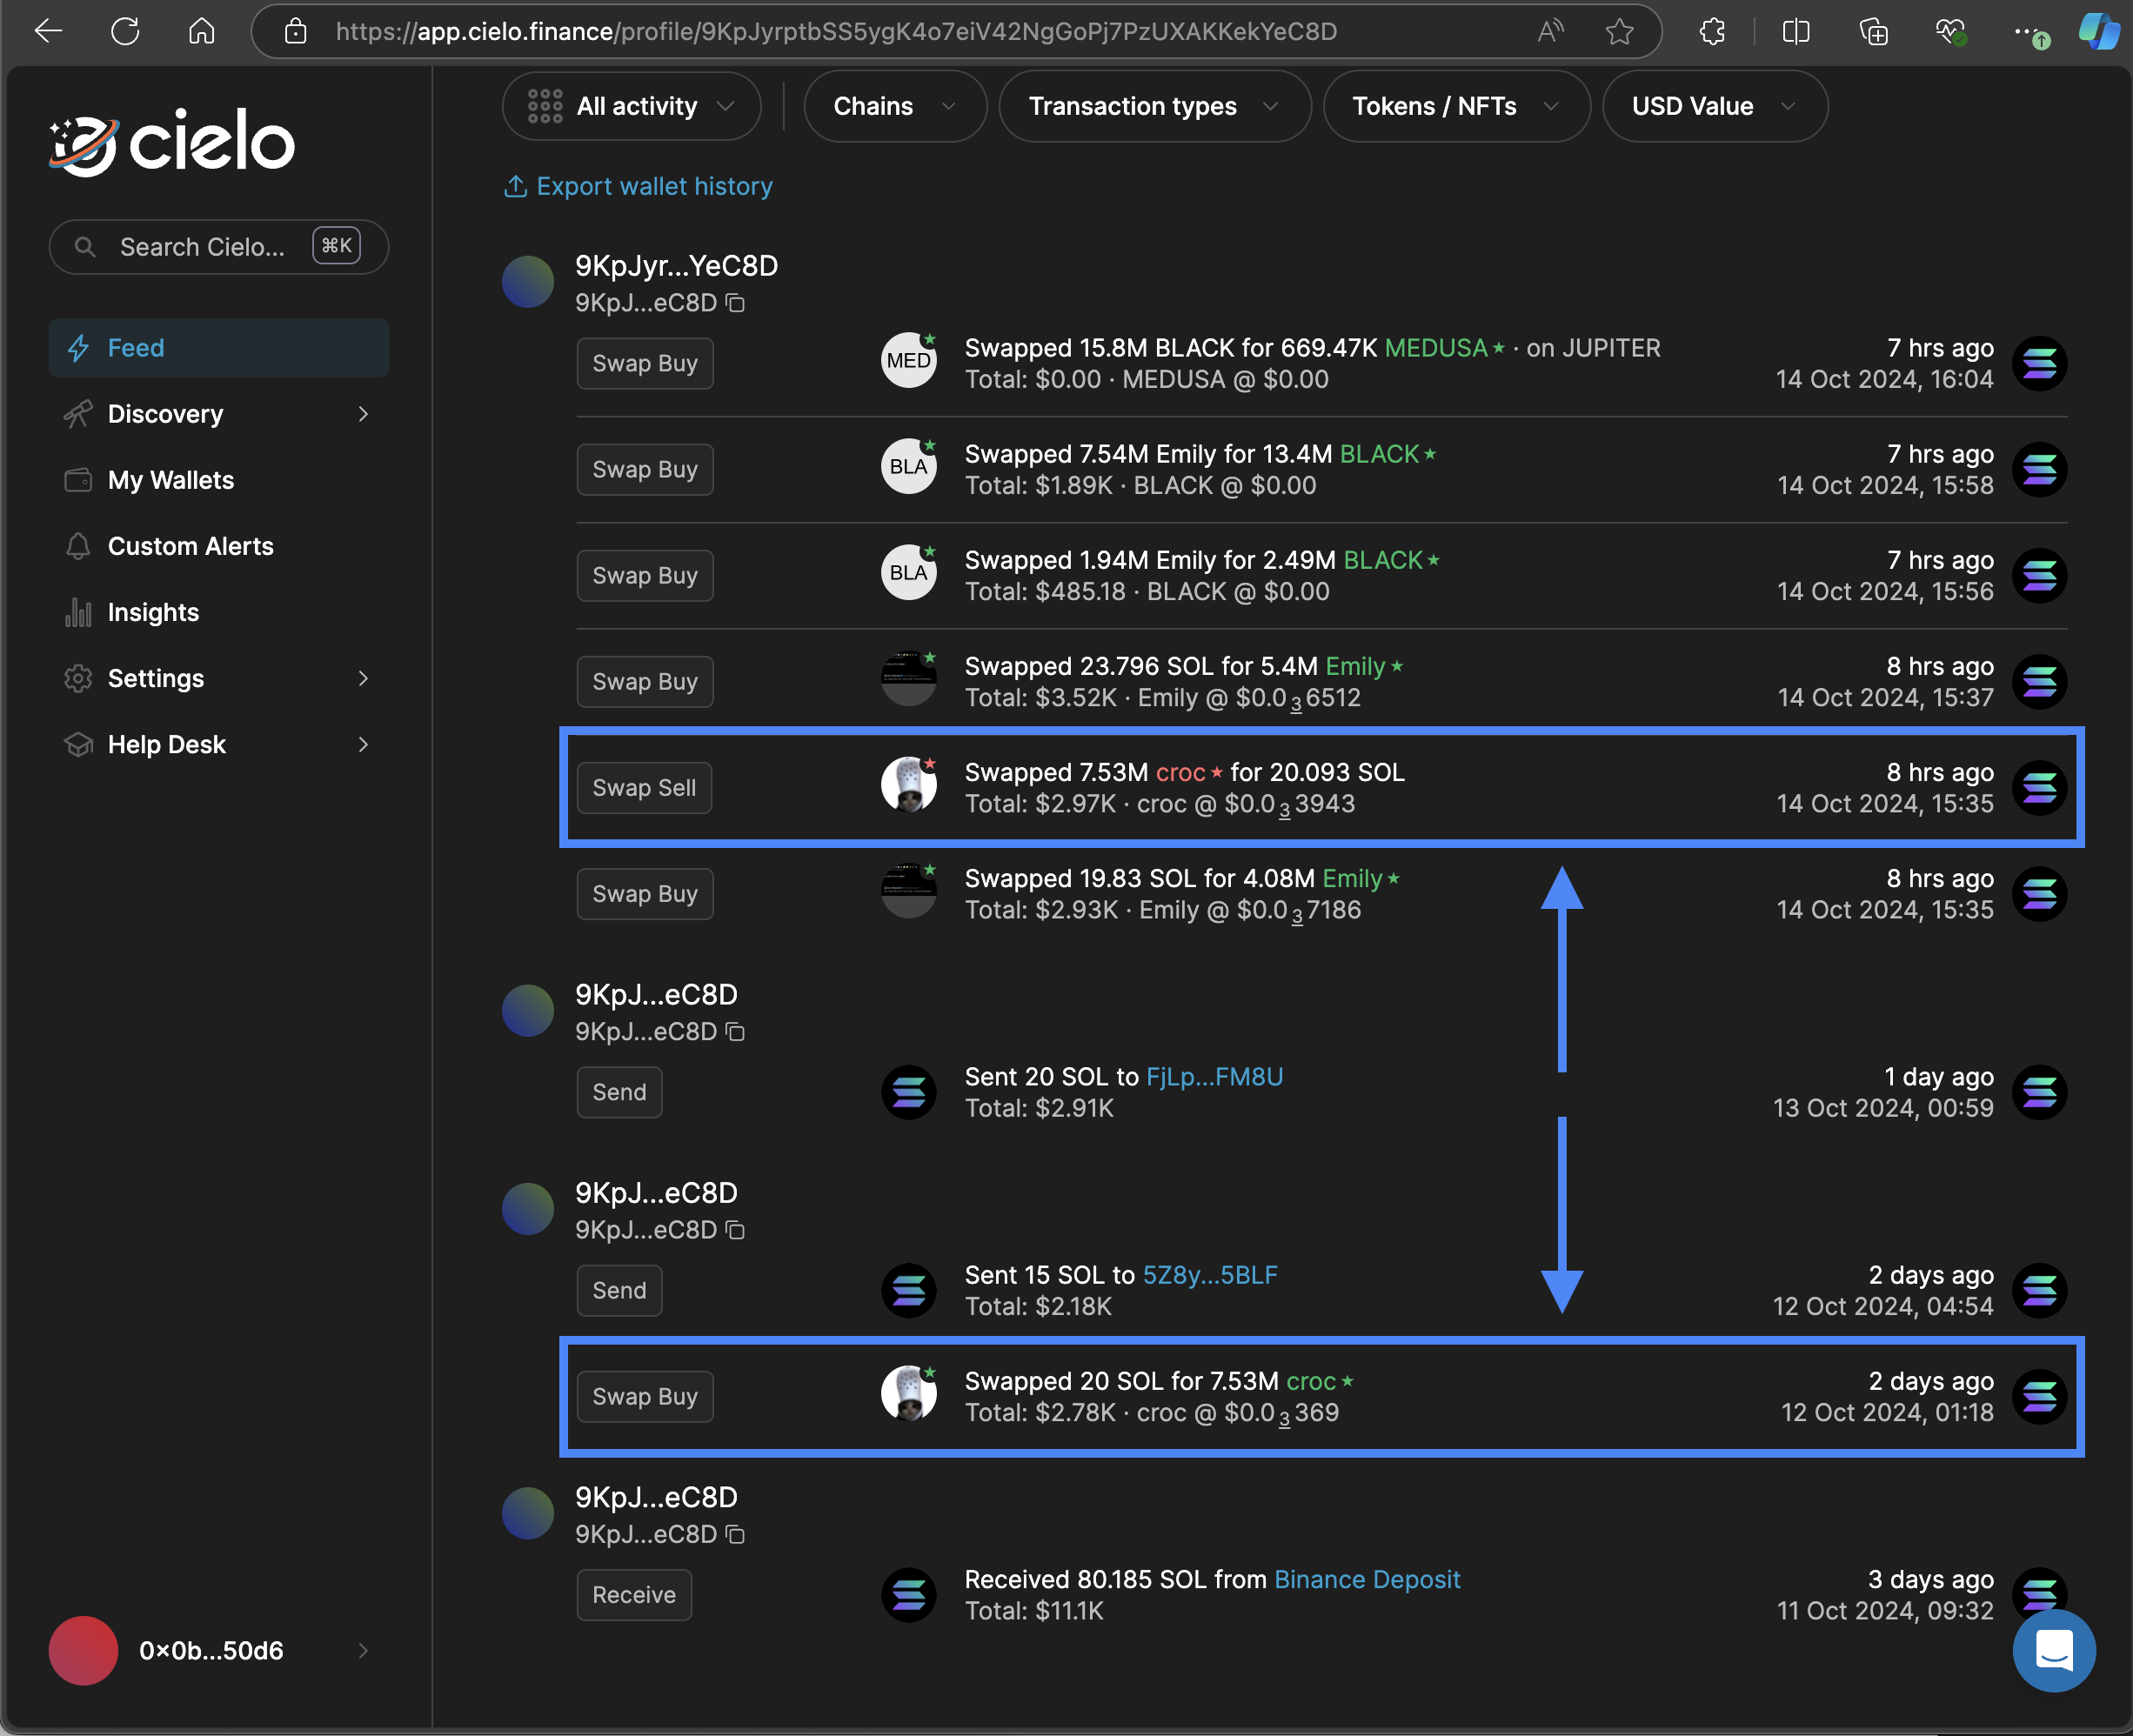 https://app.cielo.finance/profile/9KpJyrptbSS5ygK4o7eiV42NgGoPj7PzUXAKKekYeC8D
cielo
Search Cielo...
⌘K
Feed
Discovery
My Wallets
Custom Alerts
Insights
Settings
Help Desk
0×0b...50d6
All activity
Chains
Transaction types
Tokens / NFTs
USD Value
Export wallet history
9KpJyr...YeC8D
9KpJ...eC8D
Swap Buy
MED
Swapped 15.8M BLACK for 669.47K MEDUSA★ · on JUPITER
Total: $0.00 · MEDUSA @ $0.00
7 hrs ago
14 Oct 2024, 16:04
Swap Buy
BLA
Swapped 7.54M Emily for 13.4M BLACK★
Total: $1.89K · BLACK @ $0.00
7 hrs ago
14 Oct 2024, 15:58
Swap Buy
BLA
Swapped 1.94M Emily for 2.49M BLACK★
Total: $485.18 · BLACK @ $0.00
7 hrs ago
14 Oct 2024, 15:56
Swap Buy
Swapped 23.796 SOL for 5.4M Emily★
Total: $3.52K · Emily @ $0.0₃6512
8 hrs ago
14 Oct 2024, 15:37
Swap Sell
Swapped 7.53M croc★ for 20.093 SOL
Total: $2.97K · croc @ $0.0₃3943
8 hrs ago
14 Oct 2024, 15:35
Swap Buy
Swapped 19.83 SOL for 4.08M Emily★
Total: $2.93K · Emily @ $0.0₃7186
8 hrs ago
14 Oct 2024, 15:35
9KpJ...eC8D
9KpJ...eC8D
Send
Sent 20 SOL to FjLp...FM8U
Total: $2.91K
1 day ago
13 Oct 2024, 00:59
9KpJ...eC8D
9KpJ...eC8D
Send
Sent 15 SOL to 5Z8y...5BLF
Total: $2.18K
2 days ago
12 Oct 2024, 04:54
Swap Buy
Swapped 20 SOL for 7.53M croc★
Total: $2.78K · croc @ $0.0₃369
2 days ago
12 Oct 2024, 01:18
9KpJ...eC8D
9KpJ...eC8D
Receive
Received 80.185 SOL from Binance Deposit
Total: $11.1K
3 days ago
11 Oct 2024, 09:32